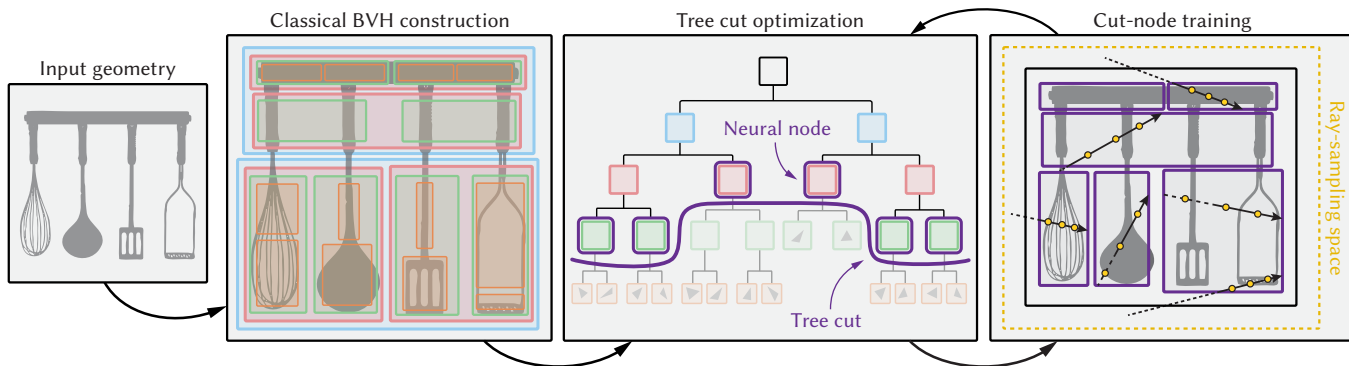 Input geometry
Classical BVH construction
Tree cut optimization
Neural node
Tree cut
Cut-node training
Ray-sampling space